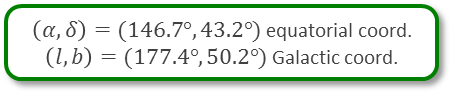 (α, δ) = (146.7°, 43.2°) equatorial coord.
(l, b) = (177.4°, 50.2°) Galactic coord.